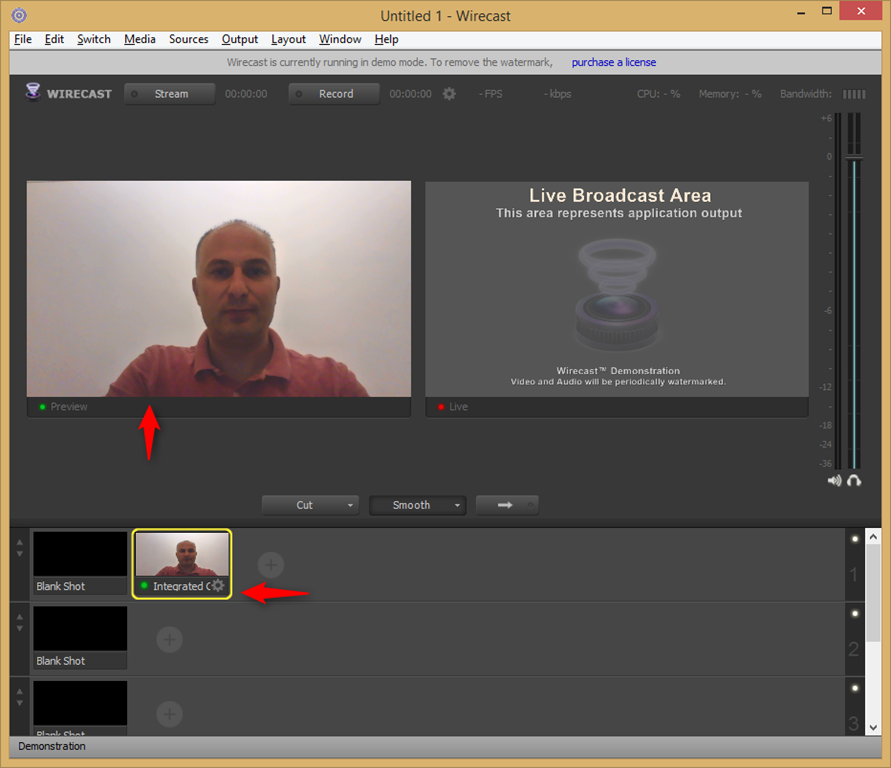 Untitled 1 - Wirecast
File Edit Switch Media Sources Output Layout Window Help
Wirecast is currently running in demo mode. To remove the watermark, purchase a license
WIRECAST Stream 00:00:00 Record 00:00:00 - FPS - kbps CPU: - % Memory: - % Bandwidth:
+6
0
Live Broadcast Area
This area represents application output
-6
Wirecast™ Demonstration
Video and Audio will be periodically watermarked.
-12
Preview
Live
-18
-24
-36
Cut Smooth
Blank Shot
Integrated C
1
Blank Shot
2
Blank Shot
3
Demonstration